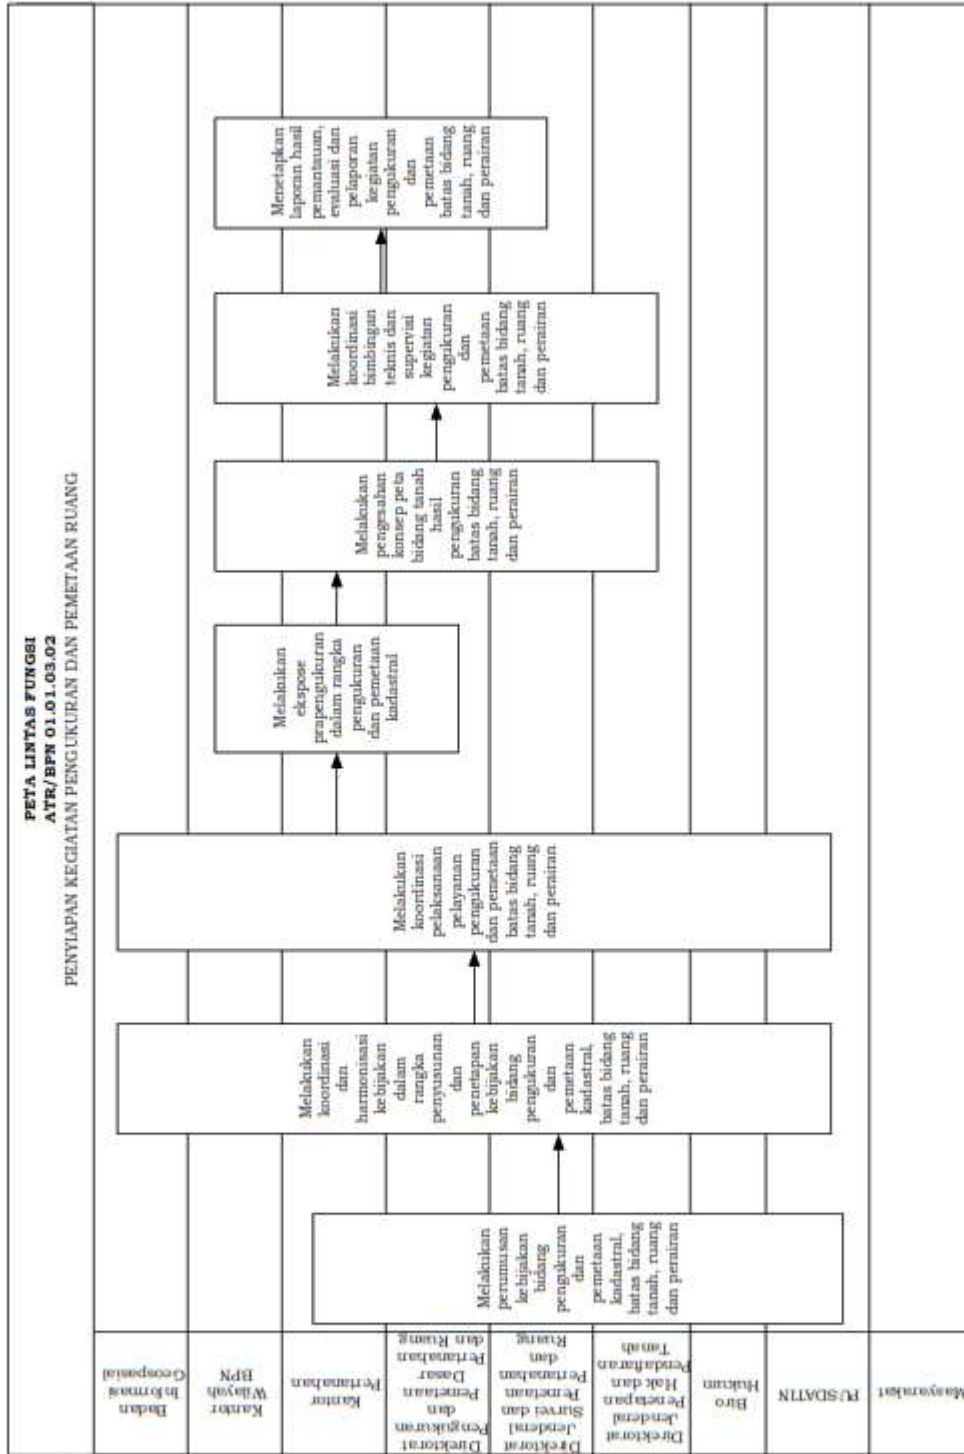 PETA LINTAS FUNGSI
ATR/BPN 01.01.03.02
PENYIAPAN KEGIATAN PENGUKURAN DAN PEMETAAN RUANG
Badan
Informasi
Geospasial
Kantor
Wilayah
BPN
Kantor
Pertanahan
Direktorat
Pengukuran
dan
Pemetaan
Dasar
Pertanahan
dan Ruang
Direktorat
Jenderal
Survei dan
Pemetaan
Pertanahan
dan
Ruang
Direktorat
Jenderal
Penetapan
Hak dan
Pendaftaran
Tanah
Biro
Hukum
PUSDATIN
Masyarakat
Melakukan
perumusan
kebijakan
bidang
pengukuran
dan
pemetaan
kadastral,
batas bidang
tanah, ruang
dan perairan
Melakukan
koordinasi
dan
harmonisasi
kebijakan
dalam
rangka
penyusunan
dan
penetapan
kebijakan
bidang
pengukuran
dan
pemetaan
kadastral,
batas bidang
tanah, ruang
dan perairan
Melakukan
koordinasi
pelaksanaan
pelayanan
pengukuran
dan pemetaan
batas bidang
tanah, ruang
dan perairan
Melakukan
ekspose
prapengukuran
dalam rangka
pengukuran
dan pemetaan
kadastral
Melakukan
pengesahan
konsep peta
bidang tanah
hasil
pengukuran
batas bidang
tanah, ruang
dan perairan
Melakukan
koordinasi
bimbingan
teknis dan
supervisi
kegiatan
pengukuran
dan
pemetaan
batas bidang
tanah, ruang
dan perairan
Menetapkan
laporan hasil
pemantauan,
evaluasi dan
pelaporan
kegiatan
pengukuran
dan
pemetaan
batas bidang
tanah, ruang
dan perairan